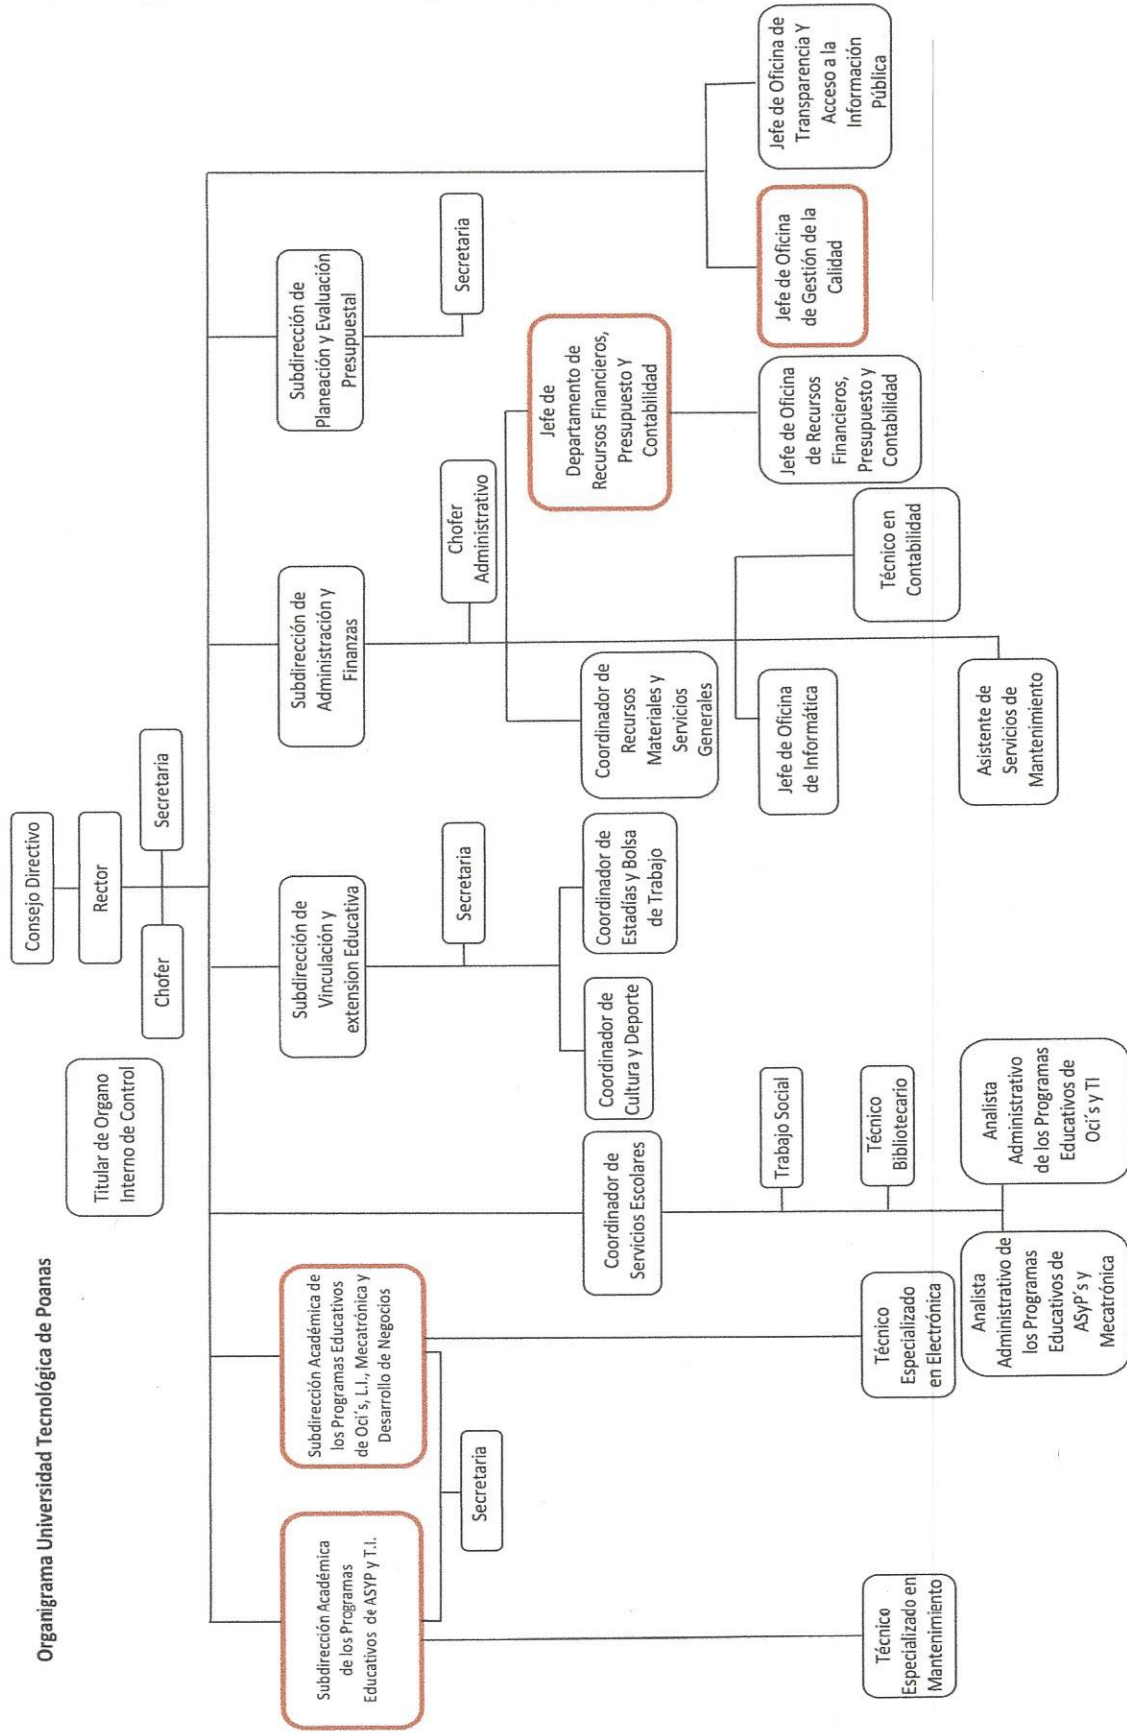 Organigrama Universidad Tecnológica de Poanas
Consejo Directivo
Rector
Titular de Organo
Interno de Control
Chofer
Secretaria
Subdirección Académica
de los Programas
Educativos de ASYP y T.I.
Subdirección Académica de
los Programas Educativos
de Oci´s, L.I., Mecatrónica y
Desarrollo de Negocios
Subdirección de
Vinculación y
extension Educativa
Subdirección de
Administración y
Finanzas
Subdirección de
Planeación y Evaluación
Presupuestal
Secretaria
Secretaria
Chofer
Administrativo
Secretaria
Coordinador de
Servicios Escolares
Coordinador de
Cultura y Deporte
Coordinador de
Estadías y Bolsa
de Trabajo
Coordinador de
Recursos
Materiales y
Servicios
Generales
Jefe de
Departamento de
Recursos Financieros,
Presupuesto Y
Contabilidad
Trabajo Social
Jefe de Oficina
de Informática
Jefe de Oficina
de Recursos
Financieros,
Presupuesto y
Contabilidad
Jefe de Oficina
de Gestión de la
Calidad
Jefe de Oficina de
Transparencia Y
Acceso a la
Información
Pública
Técnico
Especializado en
Mantenimiento
Técnico
Especializado
en Electrónica
Técnico
Bibliotecario
Técnico en
Contabilidad
Analista
Administrativo de
los Programas
Educativos de
ASyP´s y
Mecatrónica
Analista
Administrativo
de los Programas
Educativos de
Oci´s y TI
Asistente de
Servicios de
Mantenimiento